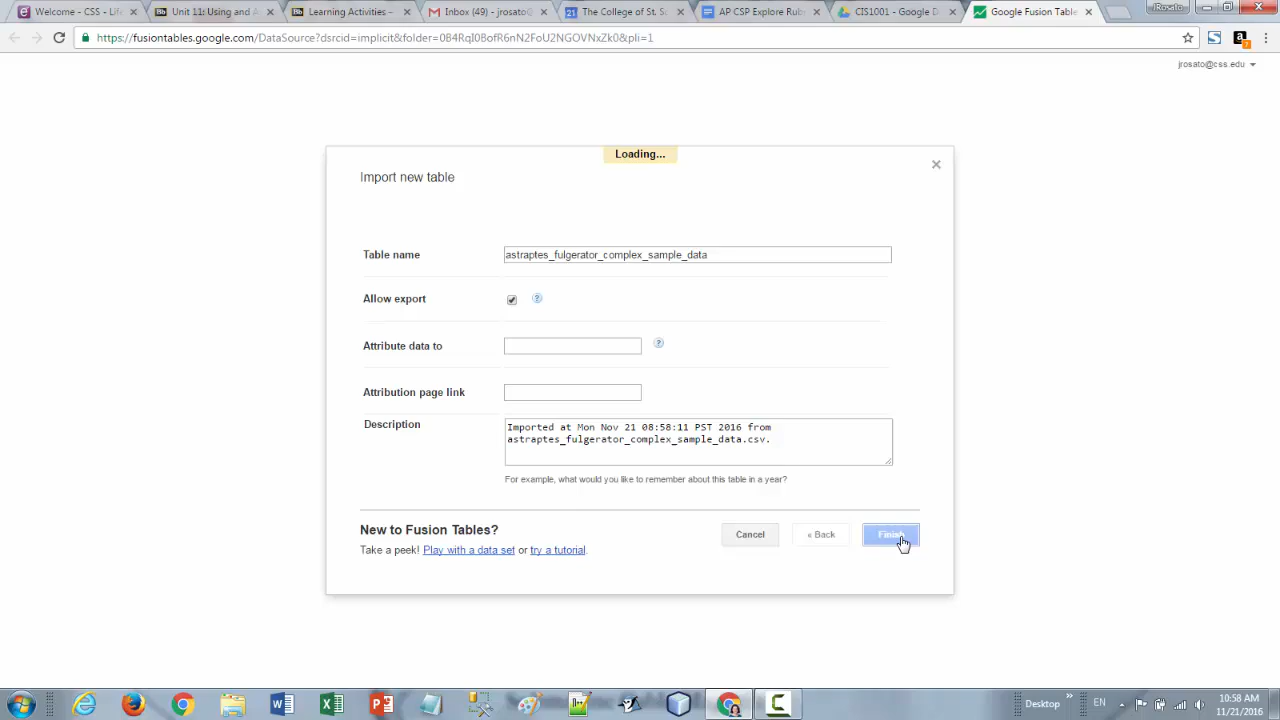 Welcome - CSS - Life
Unit 11: Using and A
Learning Activities
Inbox (49) - jrosato@
21 The College of St. S
AP CSP Explore Rub
CIS1001 - Google D
Google Fusion Table
jRosato
https://fusiontables.google.com/DataSource?dsrcid=implicit&folder=0B4RqI0BofR6nN2FoU2NGOVNxZk0&pli=1
jrosato@css.edu
Loading...
Import new table
Table name astraptes_fulgerator_complex_sample_data
Allow export ?
Attribute data to ?
Attribution page link
Description Imported at Mon Nov 21 08:58:11 PST 2016 from
astraptes_fulgerator_complex_sample_data.csv.
For example, what would you like to remember about this table in a year?
New to Fusion Tables?
Take a peek! Play with a data set or try a tutorial.
Cancel « Back Finish
Desktop » EN 10:58 AM
11/21/2016